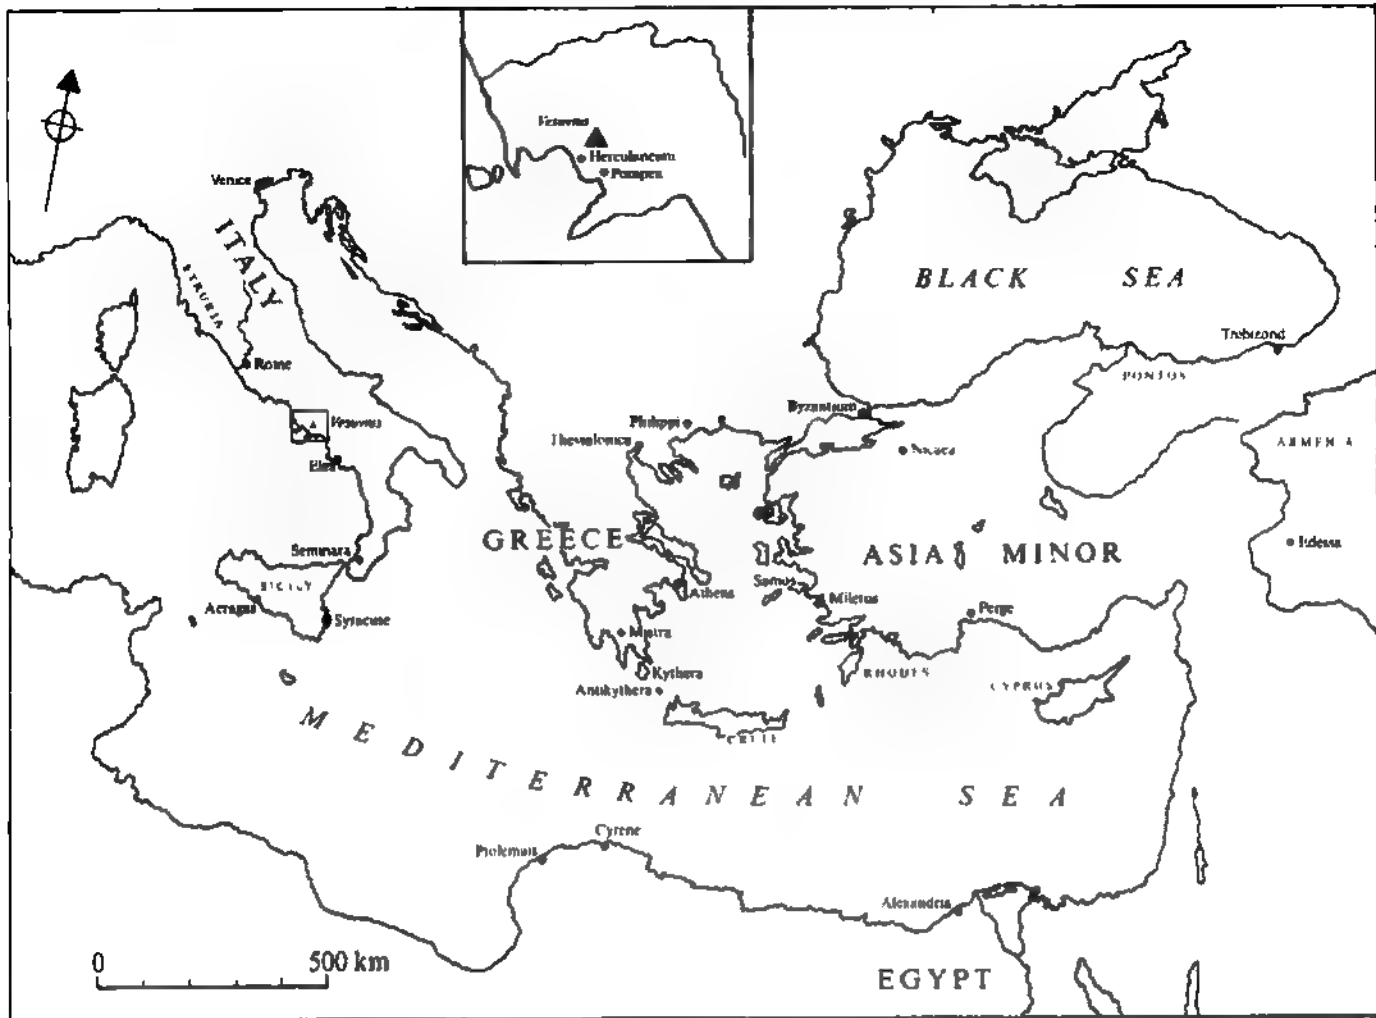 Vesuvius
Herculaneum
Pompeii
Venice
ITALY
ETRURIA
BLACK SEA
Trebizond
Rome
PONTOS
Byzantium
Vesuvius
Philippi
Thessalonica
Nicaea
ARMENIA
Elea
GREECE
ASIA MINOR
Edessa
Seminara
SICILY
Samos
Athens
Miletus
Acragas
Syracuse
Perge
Mistra
Kythera
RHODES
Antikythera
CYPRUS
CRETE
MEDITERRANEAN SEA
Cyrene
Ptolemais
Alexandria
0 500 km
EGYPT